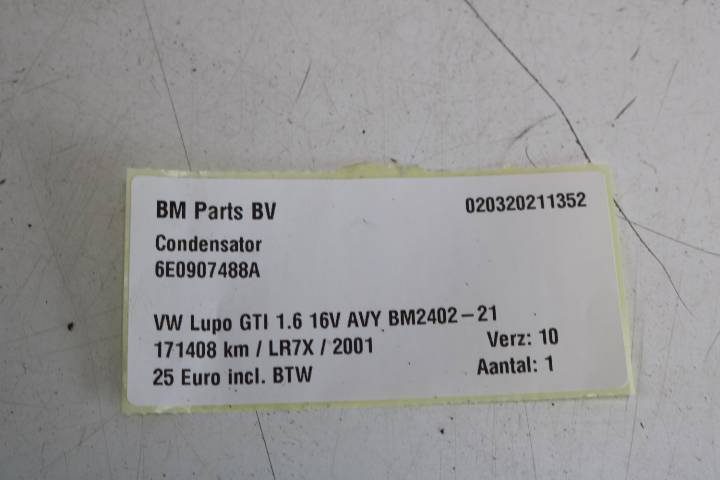 BM Parts BV 020320211352
Condensator
6E0907488A
VW Lupo GTI 1.6 16V AVY BM2402-21
171408 km / LR7X / 2001 Verz: 10
25 Euro incl. BTW Aantal: 1